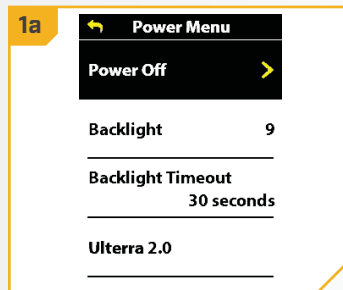 1a
Power Menu
Power Off
Backlight 9
Backlight Timeout
30 seconds
Ulterra 2.0